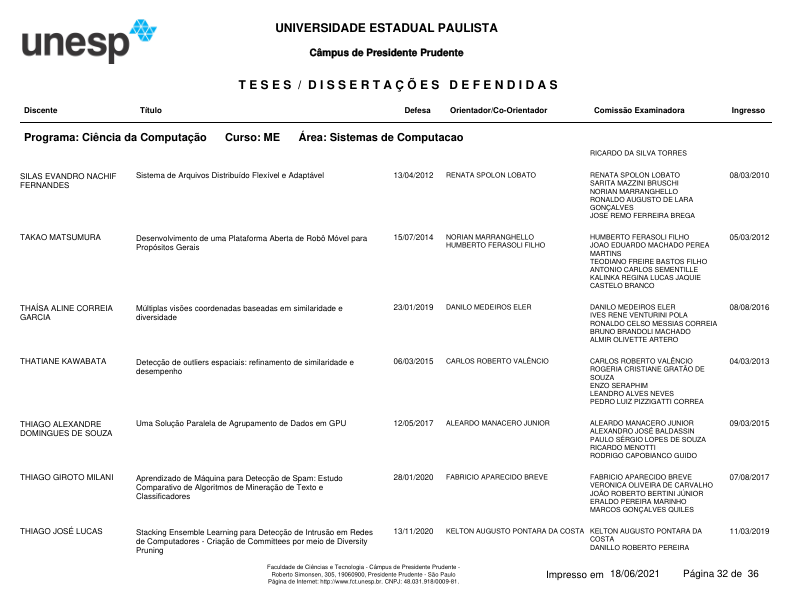 unesp
UNIVERSIDADE ESTADUAL PAULISTA
Câmpus de Presidente Prudente
TESES / DISSERTAÇÕES DEFENDIDAS
Discente Título Defesa Orientador/Co-Orientador Comissão Examinadora Ingresso
Programa: Ciência da Computação Curso: ME Área: Sistemas de Computacao
RICARDO DA SILVA TORRES
SILAS EVANDRO NACHIF Sistema de Arquivos Distribuído Flexível e Adaptável 13/04/2012 RENATA SPOLON LOBATO RENATA SPOLON LOBATO 08/03/2010
FERNANDES SARITA MAZZINI BRUSCHI
NORIAN MARRANGHELLO
RONALDO AUGUSTO DE LARA
GONÇALVES
JOSÉ REMO FERREIRA BREGA
TAKAO MATSUMURA Desenvolvimento de uma Plataforma Aberta de Robô Móvel para 15/07/2014 NORIAN MARRANGHELLO HUMBERTO FERASOLI FILHO 05/03/2012
Propósitos Gerais HUMBERTO FERASOLI FILHO JOAO EDUARDO MACHADO PEREA
MARTINS
TEODIANO FREIRE BASTOS FILHO
ANTONIO CARLOS SEMENTILLE
KALINKA REGINA LUCAS JAQUIE
CASTELO BRANCO
THAÍSA ALINE CORREIA Múltiplas visões coordenadas baseadas em similaridade e 23/01/2019 DANILO MEDEIROS ELER DANILO MEDEIROS ELER 08/08/2016
GARCIA diversidade IVES RENE VENTURINI POLA
RONALDO CELSO MESSIAS CORREIA
BRUNO BRANDOLI MACHADO
ALMIR OLIVETTE ARTERO
THATIANE KAWABATA Detecção de outliers espaciais: refinamento de similaridade e 06/03/2015 CARLOS ROBERTO VALÊNCIO CARLOS ROBERTO VALÊNCIO 04/03/2013
desempenho ROGERIA CRISTIANE GRATÃO DE
SOUZA
ENZO SERAPHIM
LEANDRO ALVES NEVES
PEDRO LUIZ PIZZIGATTI CORREA
THIAGO ALEXANDRE Uma Solução Paralela de Agrupamento de Dados em GPU 12/05/2017 ALEARDO MANACERO JUNIOR ALEARDO MANACERO JUNIOR 09/03/2015
DOMINGUES DE SOUZA ALEXANDRO JOSÉ BALDASSIN
PAULO SÉRGIO LOPES DE SOUZA
RICARDO MENOTTI
RODRIGO CAPOBIANCO GUIDO
THIAGO GIROTO MILANI Aprendizado de Máquina para Detecção de Spam: Estudo 28/01/2020 FABRICIO APARECIDO BREVE FABRICIO APARECIDO BREVE 07/08/2017
Comparativo de Algoritmos de Mineração de Texto e VERONICA OLIVEIRA DE CARVALHO
Classificadores JOÃO ROBERTO BERTINI JÚNIOR
ERALDO PEREIRA MARINHO
MARCOS GONÇALVES QUILES
THIAGO JOSÉ LUCAS Stacking Ensemble Learning para Detecção de Intrusão em Redes 13/11/2020 KELTON AUGUSTO PONTARA DA COSTA KELTON AUGUSTO PONTARA DA 11/03/2019
de Computadores - Criação de Committees por meio de Diversity COSTA
Pruning DANILLO ROBERTO PEREIRA
Faculdade de Ciências e Tecnologia - Câmpus de Presidente Prudente -
Roberto Simonsen, 305, 19060900, Presidente Prudente - São Paulo
Página de Internet: http://www.fct.unesp.br. CNPJ: 48.031.918/0009-81.
Impresso em 18/06/2021 Página 32 de 36